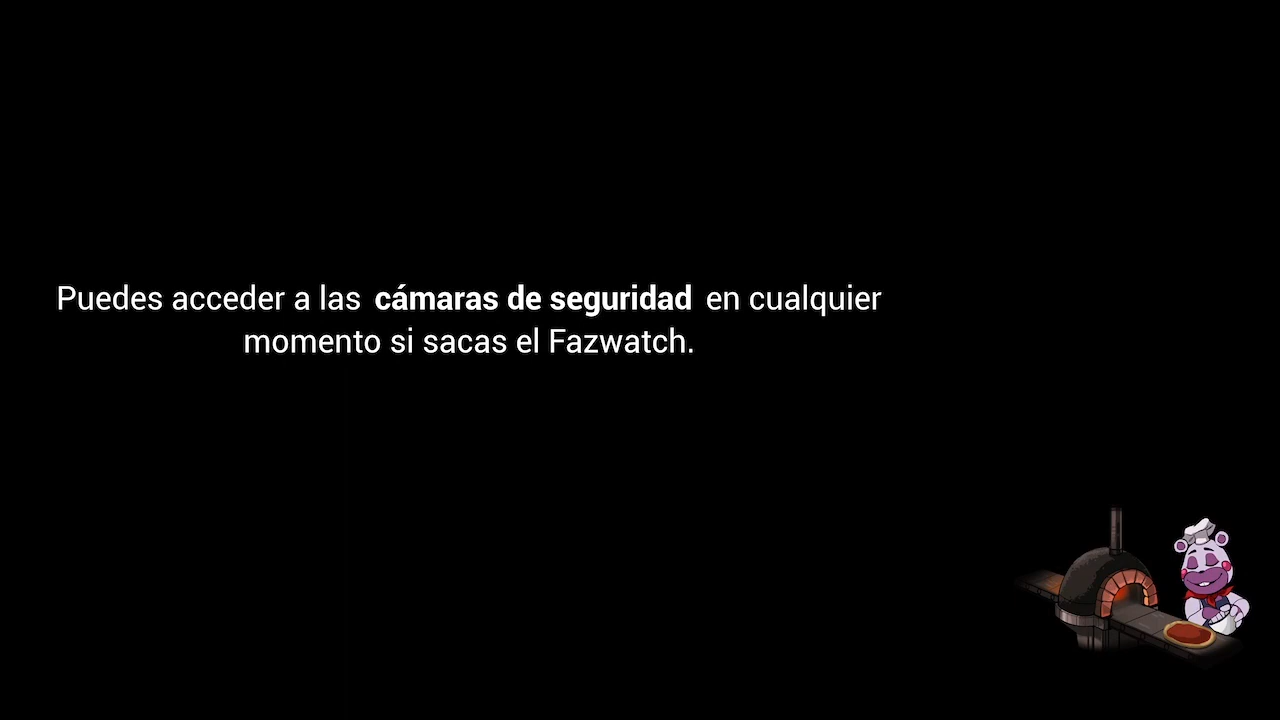 Puedes acceder a las cámaras de seguridad en cualquier
momento si sacas el Fazwatch.